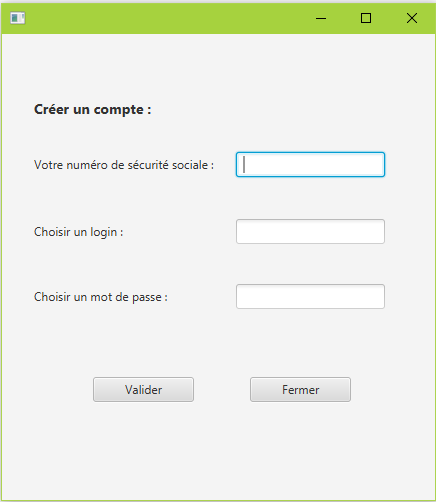 Créer un compte :
Votre numéro de sécurité sociale :
Choisir un login :
Choisir un mot de passe :
Valider
Fermer